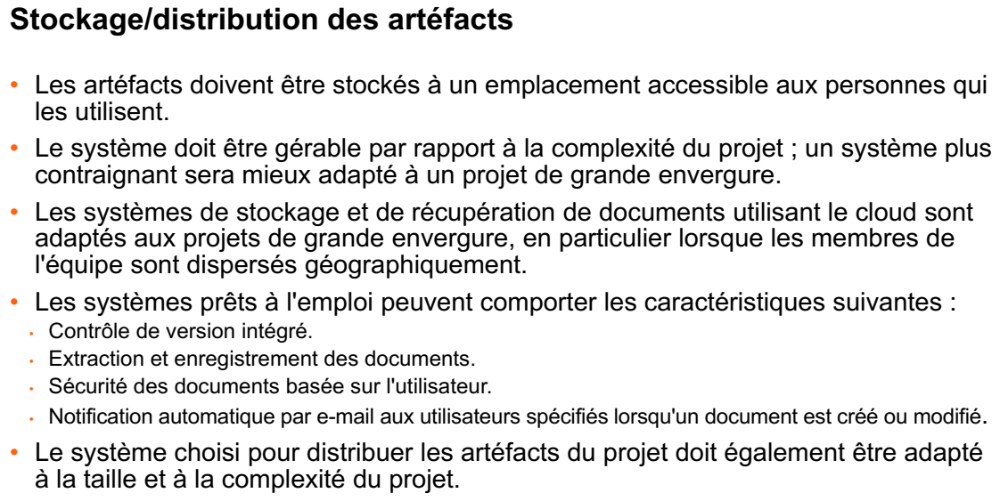 Stockage/distribution des artéfacts
• Les artéfacts doivent être stockés à un emplacement accessible aux personnes qui
les utilisent.
• Le système doit être gérable par rapport à la complexité du projet ; un système plus
contraignant sera mieux adapté à un projet de grande envergure.
• Les systèmes de stockage et de récupération de documents utilisant le cloud sont
adaptés aux projets de grande envergure, en particulier lorsque les membres de
l'équipe sont dispersés géographiquement.
• Les systèmes prêts à l'emploi peuvent comporter les caractéristiques suivantes :
• Contrôle de version intégré.
• Extraction et enregistrement des documents.
• Sécurité des documents basée sur l'utilisateur.
• Notification automatique par e-mail aux utilisateurs spécifiés lorsqu'un document est créé ou modifié.
• Le système choisi pour distribuer les artéfacts du projet doit également être adapté
à la taille et à la complexité du projet.